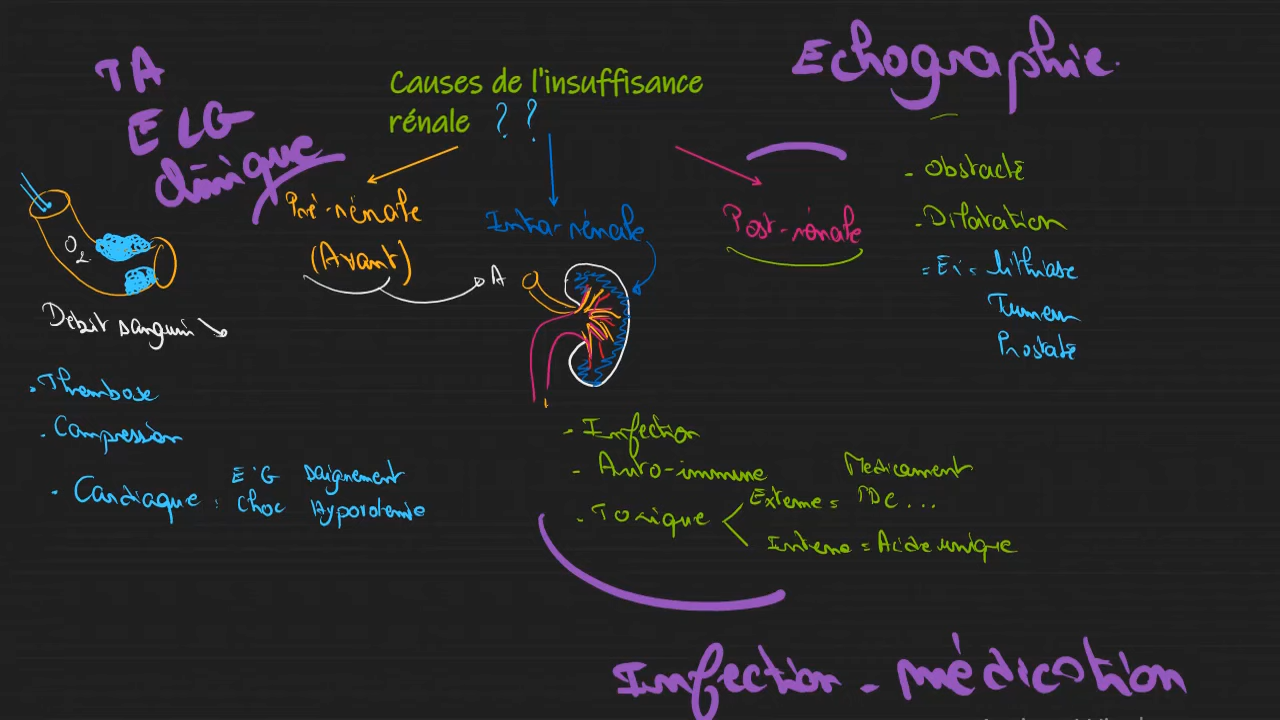 TA
ECG
clinique
Causes de l'insuffisance
rénale ??
Echographie.
Pré-rénale
(Avant)
Intra-rénale
Post-rénale
A
O2
Débit sanguin
. Thrombose
. Compression
. Cardiaque :
Choc
Saignement
Hypovolémie
- Obstacle
. Dilatation
= Ex = lithiase
Tumeur
Prostate
- Infection
- Auto-immune
. Toxique
Externe = Médicament
PDC ...
Interne = Acide urique
Infection - médication